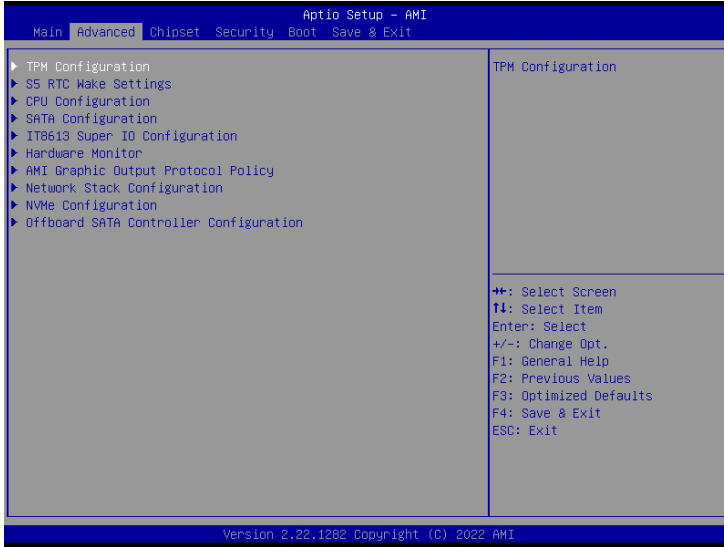 Aptio Setup – AMI
Main Advanced Chipset Security Boot Save & Exit
TPM Configuration
S5 RTC Wake Settings
CPU Configuration
SATA Configuration
IT8613 Super IO Configuration
Hardware Monitor
AMI Graphic Output Protocol Policy
Network Stack Configuration
NVMe Configuration
Offboard SATA Controller Configuration
TPM Configuration
→←: Select Screen
↑↓: Select Item
Enter: Select
+/-: Change Opt.
F1: General Help
F2: Previous Values
F3: Optimized Defaults
F4: Save & Exit
ESC: Exit
Version 2.22.1282 Copyright (C) 2022 AMI